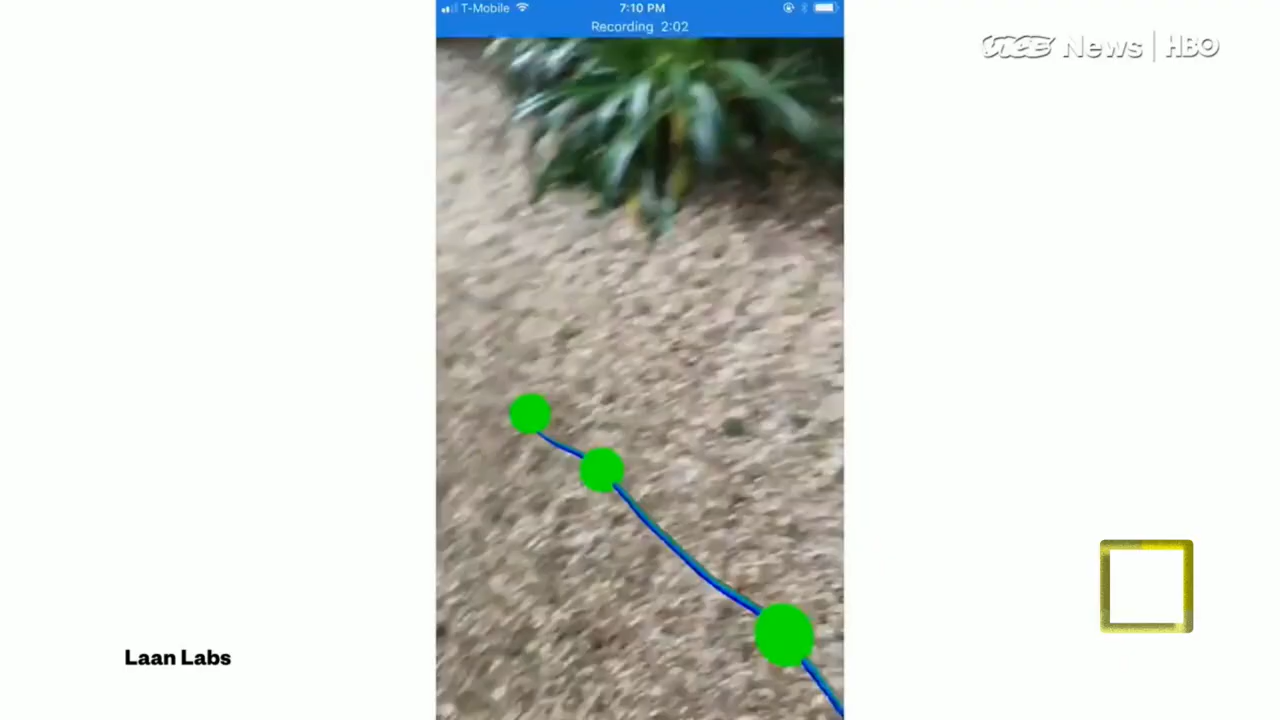 T-Mobile 7:10 PM
Recording 2:02
VICE News | HBO
Laan Labs